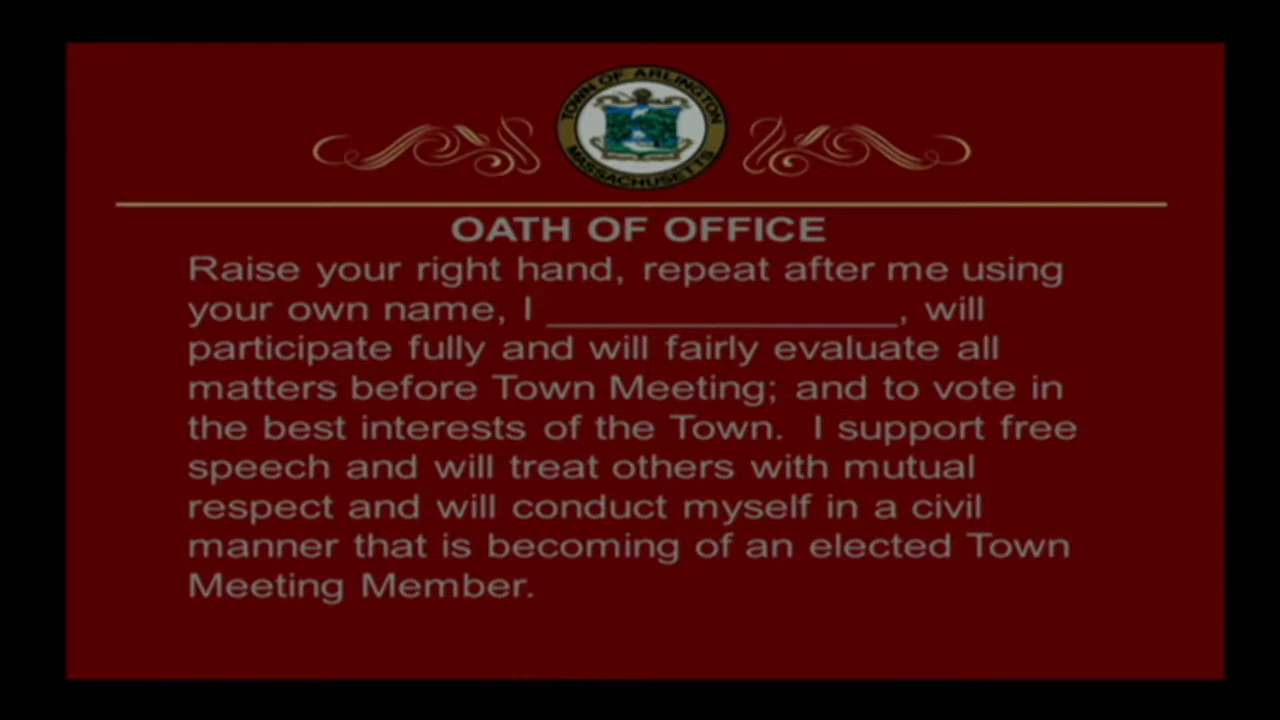 TOWN OF ARLINGTON
MASSACHUSETTS
OATH OF OFFICE
Raise your right hand, repeat after me using
your own name, I ___________________, will
participate fully and will fairly evaluate all
matters before Town Meeting; and to vote in
the best interests of the Town.  I support free
speech and will treat others with mutual
respect and will conduct myself in a civil
manner that is becoming of an elected Town
Meeting Member.